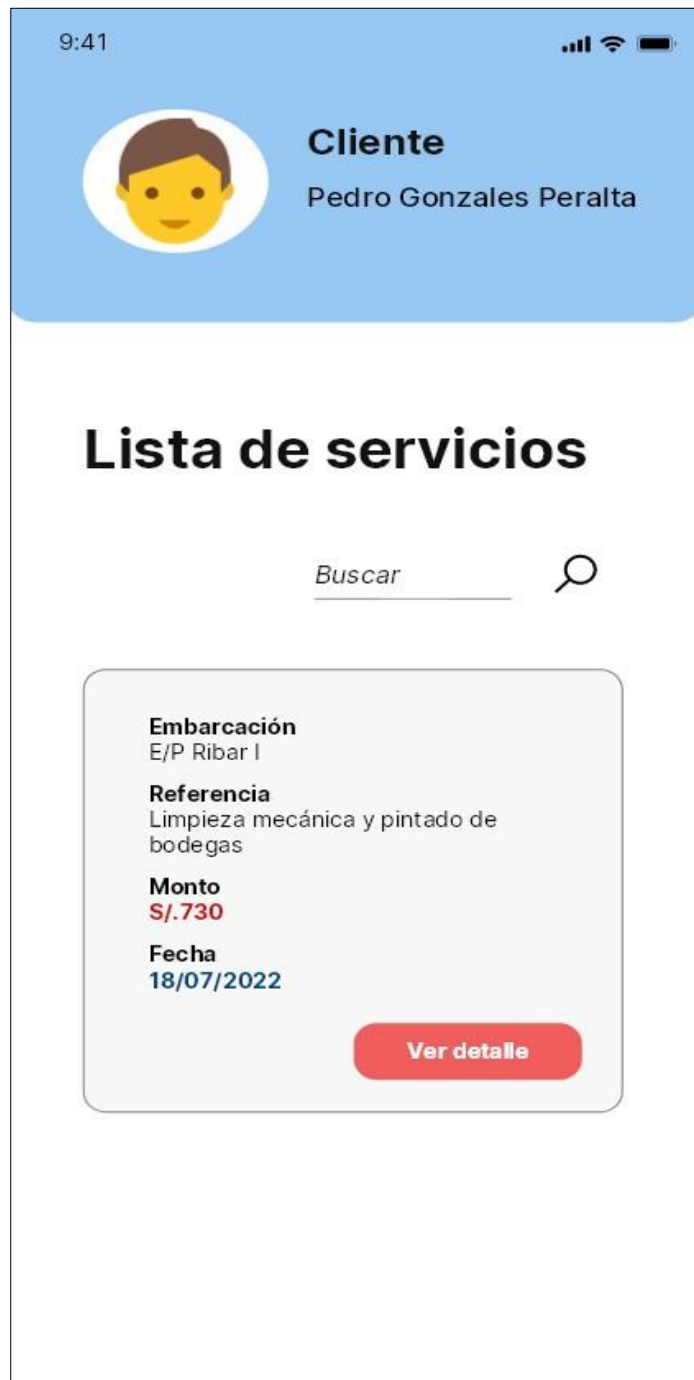 9:41
Cliente
Pedro Gonzales Peralta
Lista de servicios
Buscar
Embarcación
E/P Ribar I
Referencia
Limpieza mecánica y pintado de
bodegas
Monto
S/.730
Fecha
18/07/2022
Ver detalle